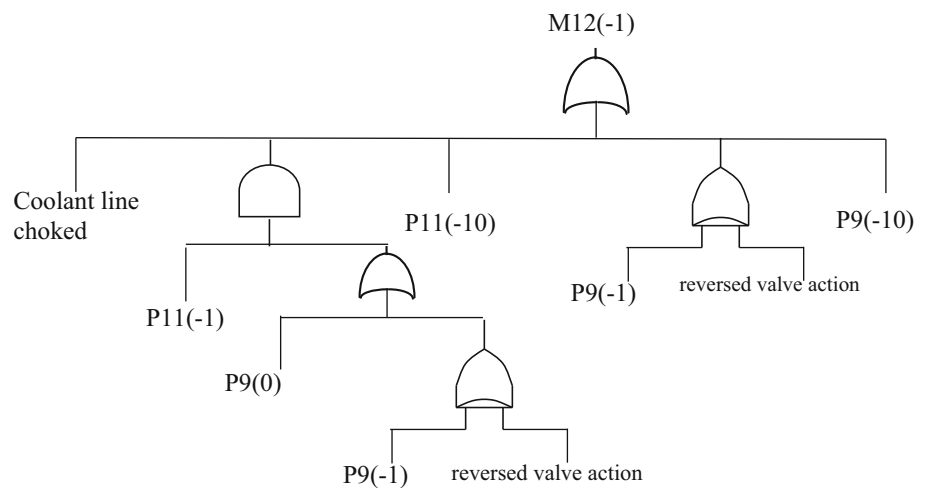 M12(-1)
Coolant line
choked
P11(-10)
P9(-10)
P9(-1)
reversed valve action
P11(-1)
P9(0)
P9(-1)
reversed valve action